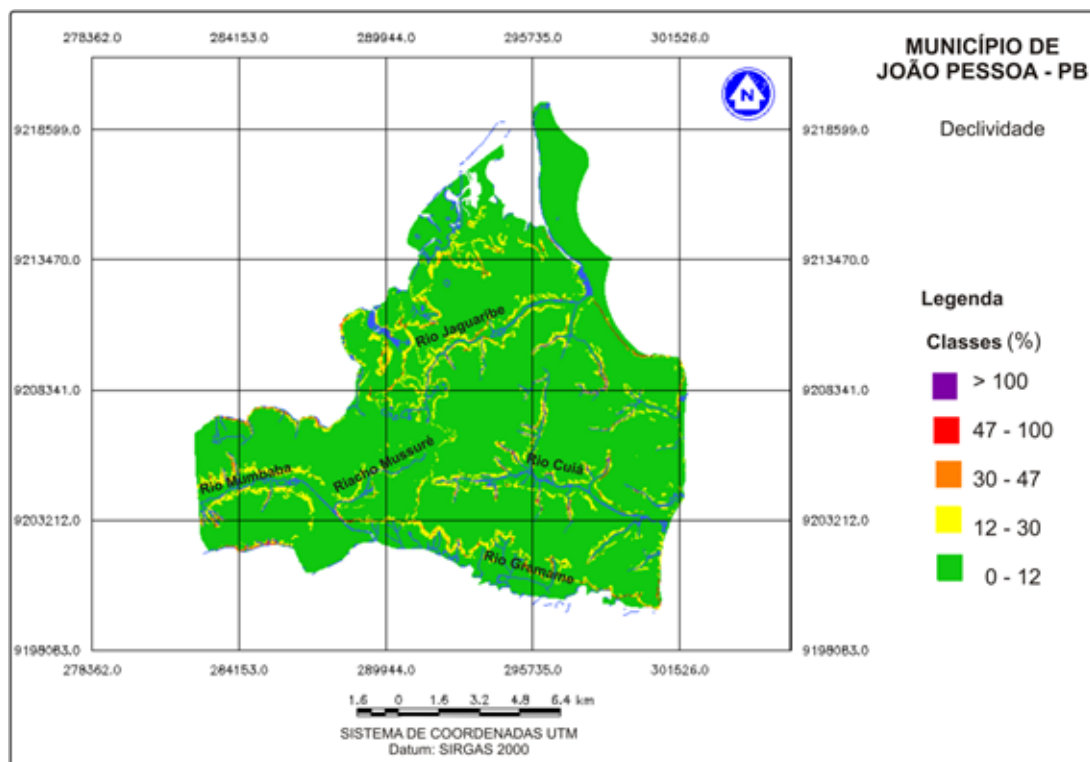 278362.0 284153.0 289944.0 295735.0 301526.0
MUNICÍPIO DE
JOÃO PESSOA - PB
Declividade
N
9218599.0 9218599.0
9213470.0 9213470.0
9208341.0 9208341.0
9203212.0 9203212.0
9198083.0 9198083.0
Rio Jaguaribe
Riacho Mussuré
Rio Mumbaba
Rio Cuiá
Rio Gramame
Legenda
Classes (%)
> 100
47 - 100
30 - 47
12 - 30
0 - 12
278362.0 284153.0 289944.0 295735.0 301526.0
1.6 0 1.6 3.2 4.8 6.4 km
SISTEMA DE COORDENADAS UTM
Datum: SIRGAS 2000